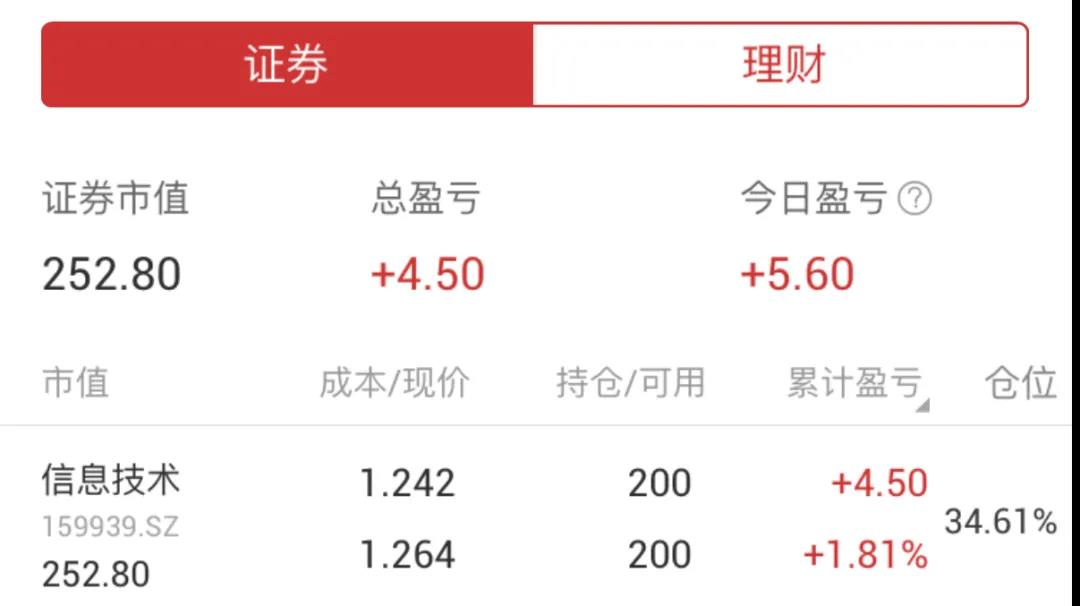 证券 理财
证券市值 总盈亏 今日盈亏?
252.80 +4.50 +5.60
市值 成本/现价 持仓/可用 累计盈亏 仓位
信息技术 1.242 200 +4.50
159939.SZ 34.61%
252.80 1.264 200 +1.81%